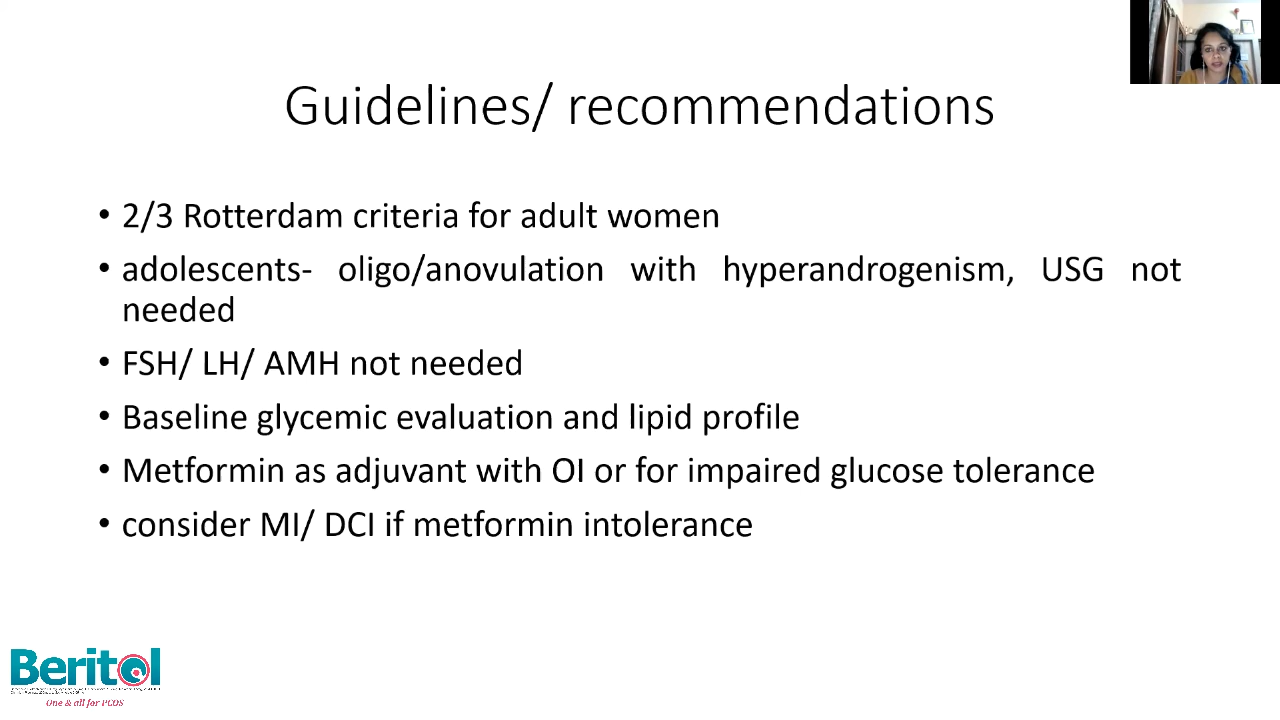 Guidelines/ recommendations
• 2/3 Rotterdam criteria for adult women
• adolescents- oligo/anovulation with hyperandrogenism, USG not
needed
• FSH/ LH/ AMH not needed
• Baseline glycemic evaluation and lipid profile
• Metformin as adjuvant with OI or for impaired glucose tolerance
• consider MI/ DCI if metformin intolerance
Beritol
One & all for PCOS